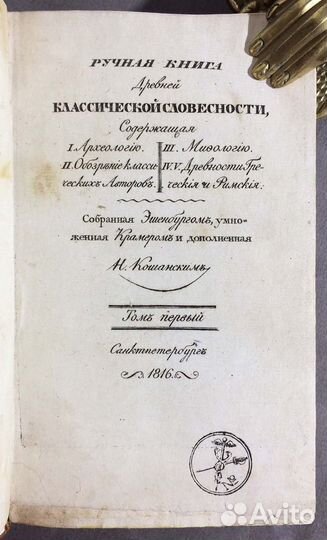 РУЧНАЯ КНИГА
Древней
КЛАССИЧЕСКОЙ СЛОВЕСНОСТИ,
Содержащая
I. Археологію. III. Миѳологію.
II. Обозрѣніе класси- IV. V. Древности Гре-
ческихъ Авторовъ. ческія и Римскія.
Собранная Эшенбургомъ, умно-
женная Крамеромъ и дополненная
Н. Кошанскимъ.
Томъ первый
Санктпетербургъ
1816.
Avito